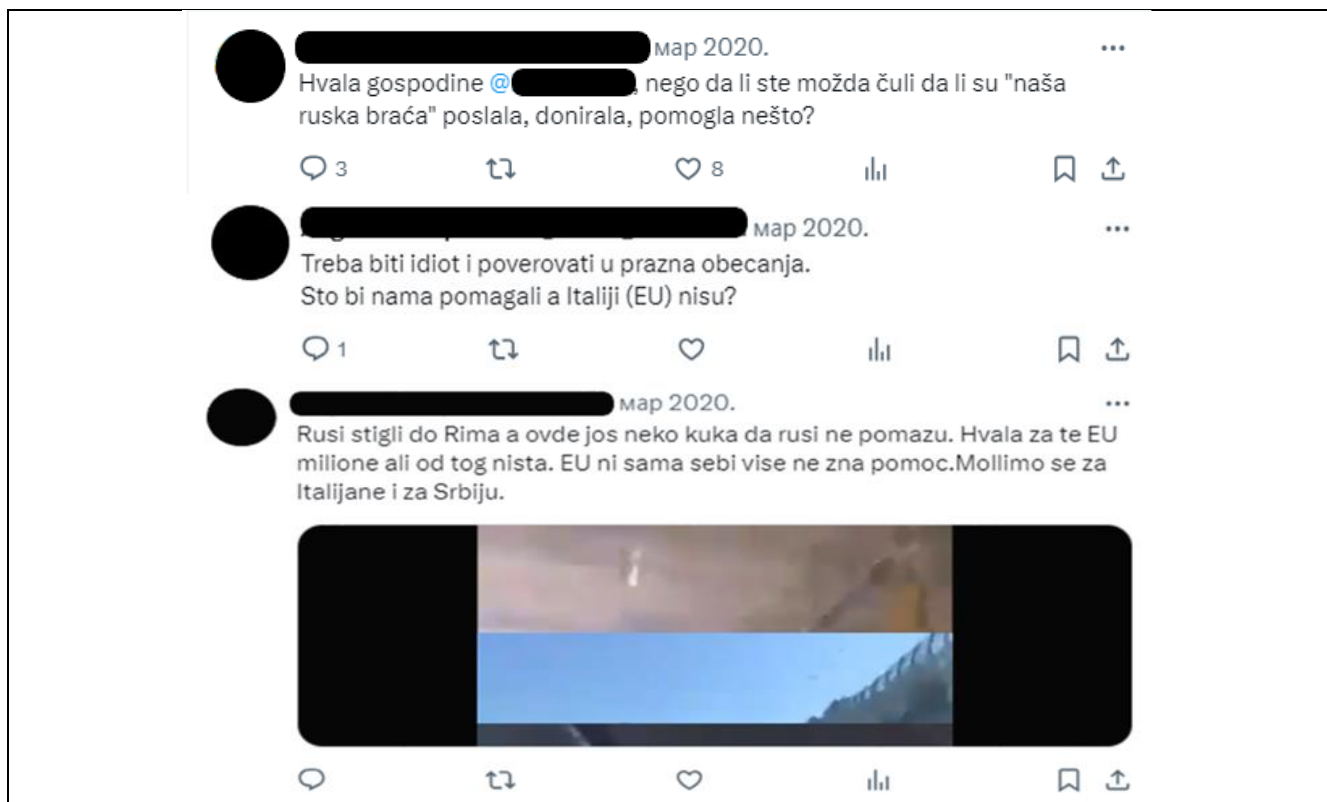 мар 2020.
Hvala gospodine @ , nego da li ste možda čuli da li su "naša
ruska braća" poslala, donirala, pomogla nešto?
3 8
мар 2020.
Treba biti idiot i poverovati u prazna obecanja.
Sto bi nama pomagali a Italiji (EU) nisu?
1
мар 2020.
Rusi stigli do Rima a ovde jos neko kuka da rusi ne pomazu. Hvala za te EU
milione ali od tog nista. EU ni sama sebi vise ne zna pomoc.Mollimo se za
Italijane i za Srbiju.